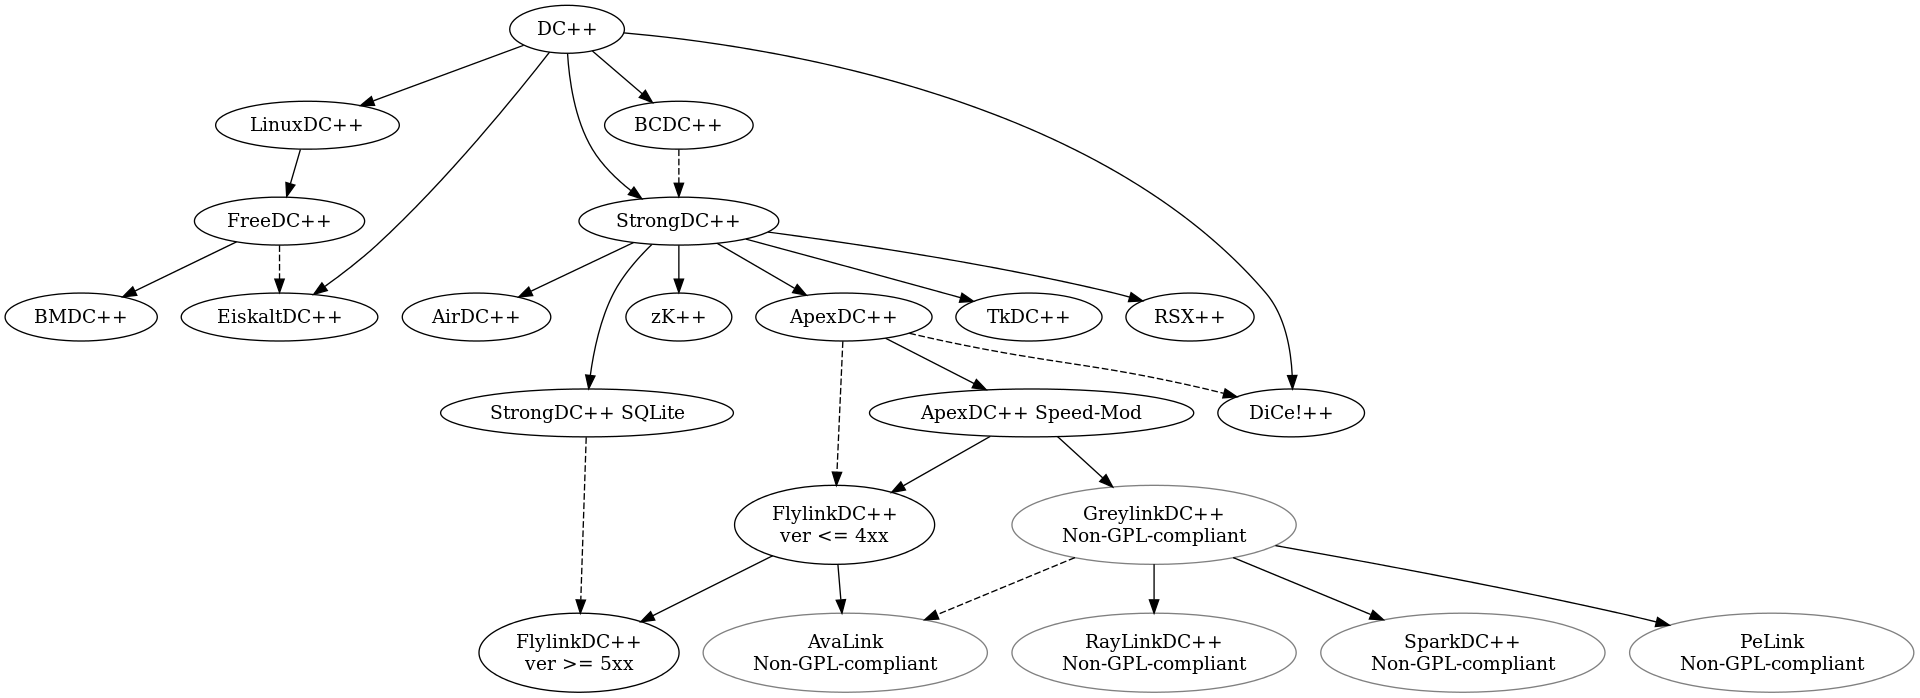 DC++
LinuxDC++
BCDC++
FreeDC++
StrongDC++
BMDC++
EiskaltDC++
AirDC++
zK++
ApexDC++
TkDC++
RSX++
StrongDC++ SQLite
ApexDC++ Speed-Mod
DiCe!++
FlylinkDC++
ver <= 4xx
GreylinkDC++
Non-GPL-compliant
FlylinkDC++
ver >= 5xx
AvaLink
Non-GPL-compliant
RayLinkDC++
Non-GPL-compliant
SparkDC++
Non-GPL-compliant
PeLink
Non-GPL-compliant